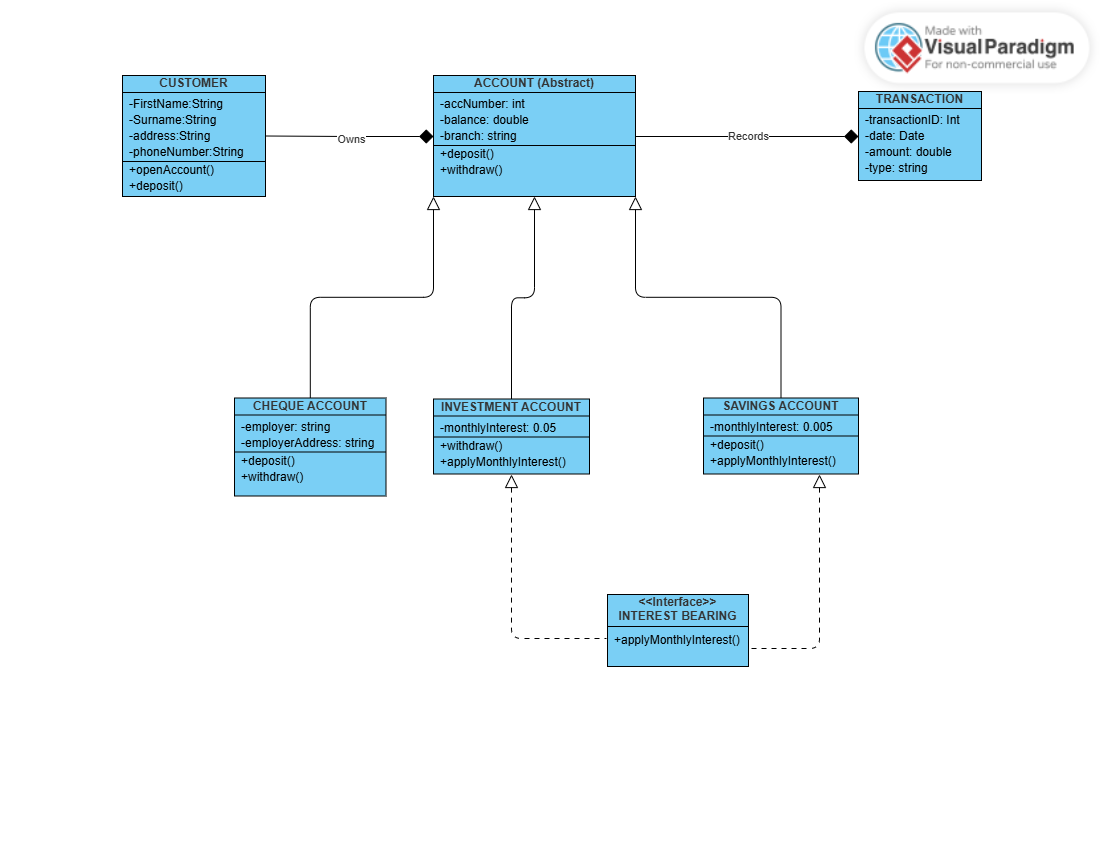 Made with
Visual Paradigm
For non-commercial use
CUSTOMER
-FirstName:String
-Surname:String
-address:String
-phoneNumber:String
+openAccount()
+deposit()
Owns
ACCOUNT (Abstract)
-accNumber: int
-balance: double
-branch: string
+deposit()
+withdraw()
Records
TRANSACTION
-transactionID: Int
-date: Date
-amount: double
-type: string
CHEQUE ACCOUNT
-employer: string
-employerAddress: string
+deposit()
+withdraw()
INVESTMENT ACCOUNT
-monthlyInterest: 0.05
+withdraw()
+applyMonthlyInterest()
SAVINGS ACCOUNT
-monthlyInterest: 0.005
+deposit()
+applyMonthlyInterest()
<<Interface>>
INTEREST BEARING
+applyMonthlyInterest()